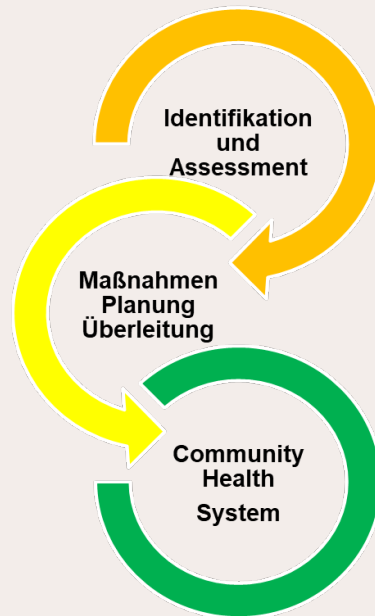 Identifikation
und
Assessment
Maßnahmen
Planung
Überleitung
Community
Health
System